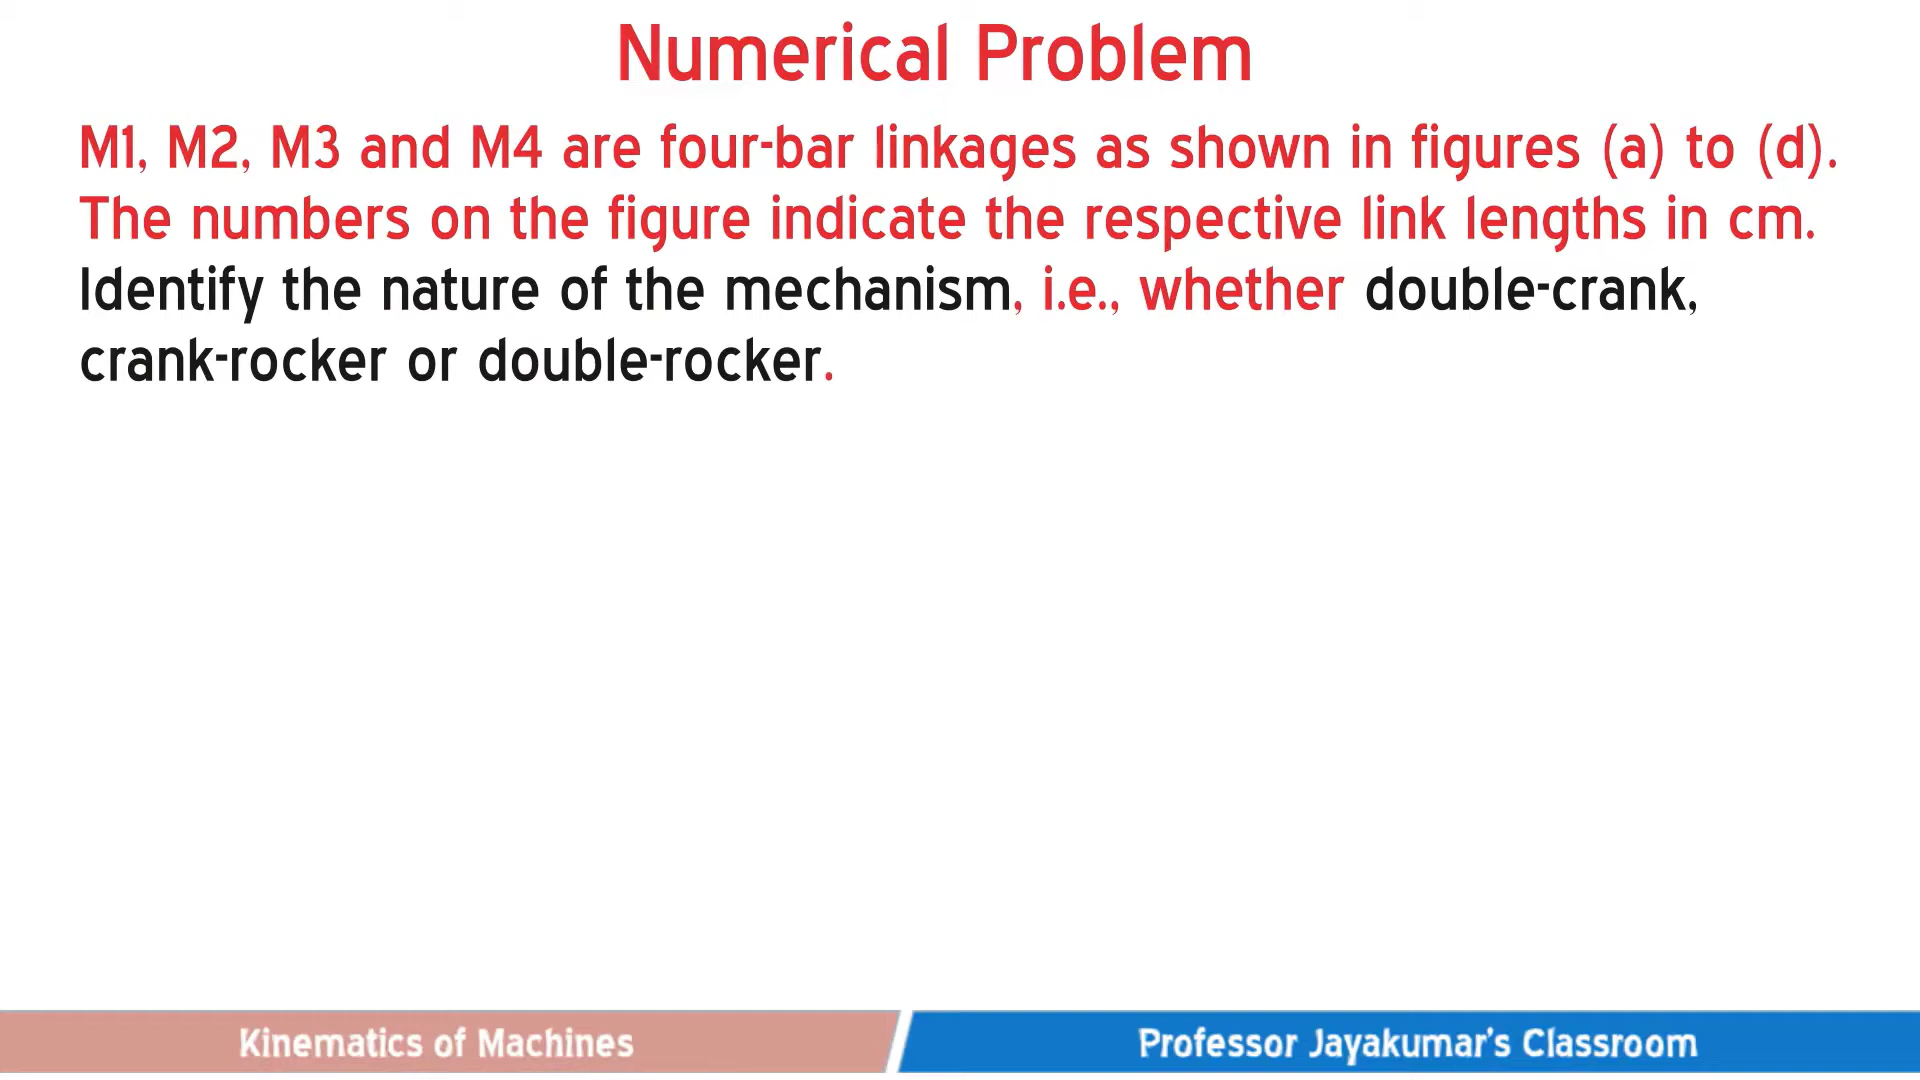 Numerical Problem
M1, M2, M3 and M4 are four-bar linkages as shown in figures (a) to (d).
The numbers on the figure indicate the respective link lengths in cm.
Identify the nature of the mechanism, i.e., whether double-crank,
crank-rocker or double-rocker.
Kinematics of Machines
Professor Jayakumar's Classroom